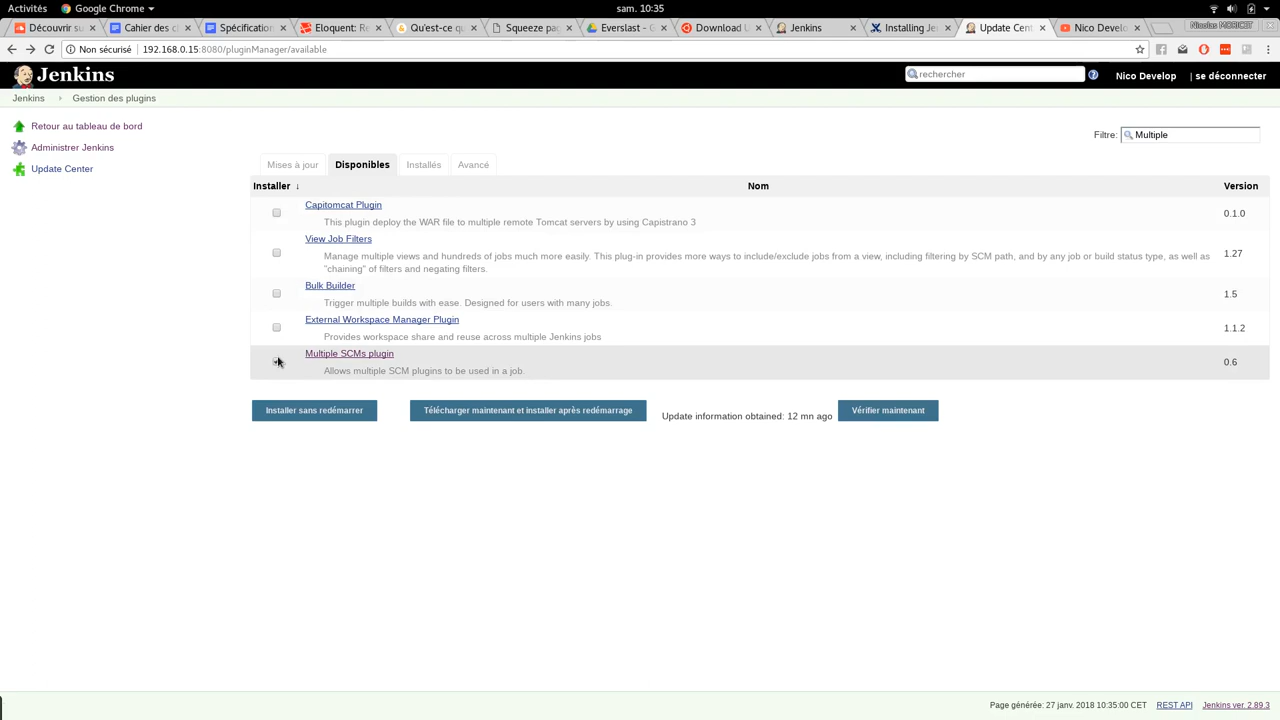 Activités
Google Chrome
sam. 10:35
Découvrir su
Cahier des cl
Spécification
Eloquent: Re
Qu'est-ce qu
Squeeze pag
Everslast - G
Download U
Jenkins
Installing Jen
Update Cent
Nico Develo
Nicolas MORICET
Non sécurisé
192.168.0.15:8080/pluginManager/available
Jenkins
rechercher
Nico Develop
| se déconnecter
Jenkins
Gestion des plugins
Retour au tableau de bord
Administrer Jenkins
Update Center
Filtre:
Multiple
Mises à jour
Disponibles
Installés
Avancé
Installer ↓
Nom
Version
Capitomcat Plugin
This plugin deploy the WAR file to multiple remote Tomcat servers by using Capistrano 3
0.1.0
View Job Filters
Manage multiple views and hundreds of jobs much more easily. This plug-in provides more ways to include/exclude jobs from a view, including filtering by SCM path, and by any job or build status type, as well as
"chaining" of filters and negating filters.
1.27
Bulk Builder
Trigger multiple builds with ease. Designed for users with many jobs.
1.5
External Workspace Manager Plugin
Provides workspace share and reuse across multiple Jenkins jobs
1.1.2
Multiple SCMs plugin
Allows multiple SCM plugins to be used in a job.
0.6
Installer sans redémarrer
Télécharger maintenant et installer après redémarrage
Update information obtained: 12 mn ago
Vérifier maintenant
Page générée: 27 janv. 2018 10:35:00 CET
REST API
Jenkins ver. 2.89.3